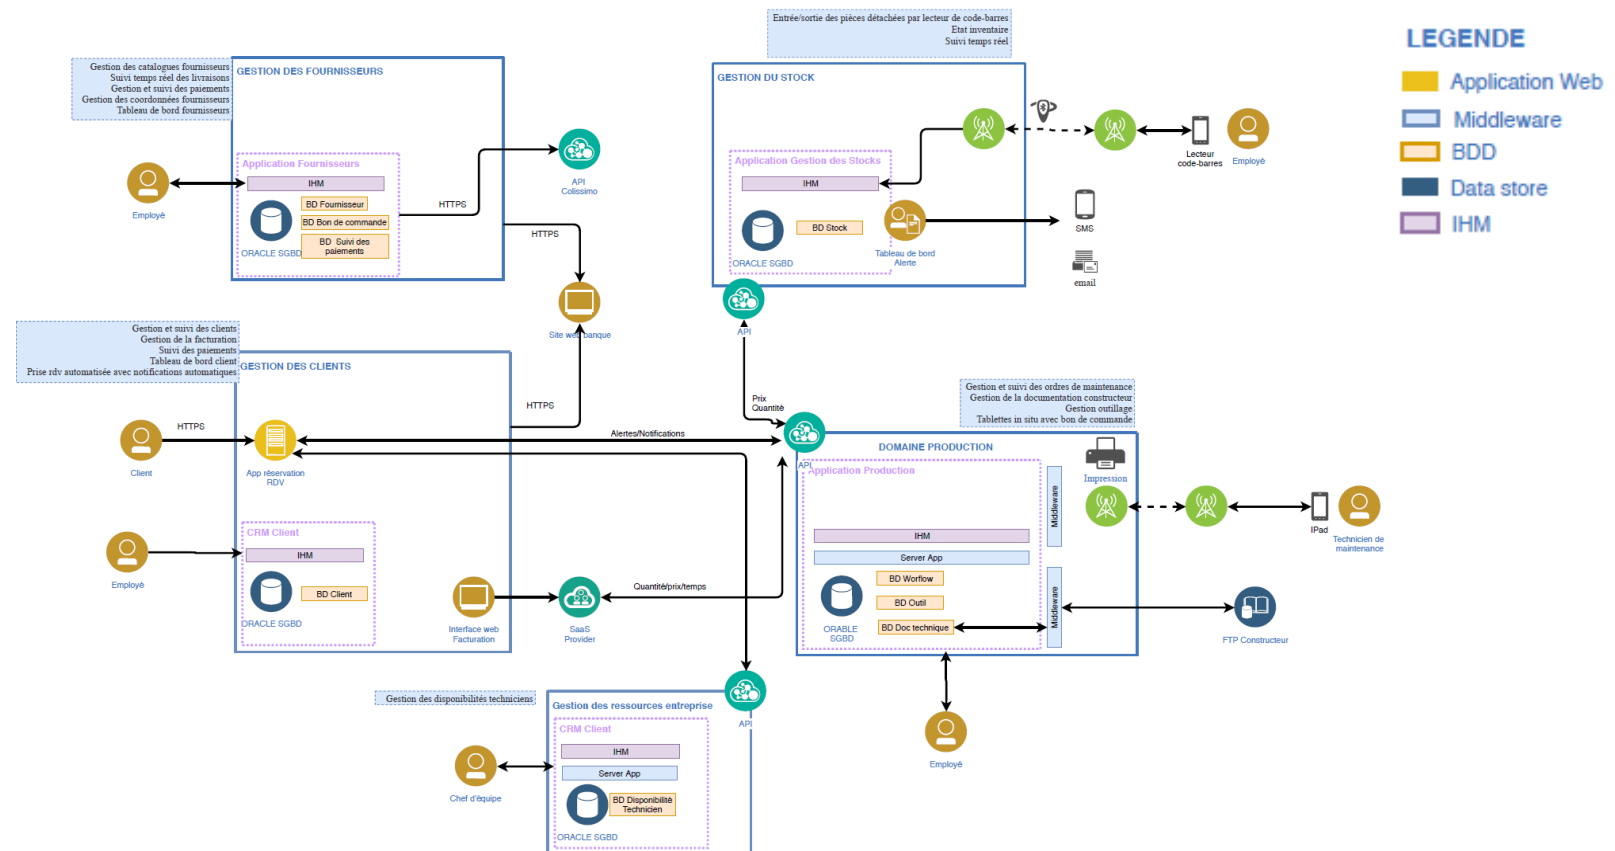 Entrée/sortie des pièces détachées par lecteur de code-barres
Etat inventaire
Suivi temps réel
LEGENDE
Application Web
Middleware
BDD
Data store
IHM
Gestion des catalogues fournisseurs
Suivi temps réel des livraisons
Gestion et suivi des paiements
Gestion des coordonnées fournisseurs
Tableau de bord fournisseurs
GESTION DES FOURNISSEURS
Application Fournisseurs
IHM
BD Fournisseur
BD Bon de commande
BD Suivi des
paiements
ORACLE SGBD
Employé
HTTPS
API
Colissimo
HTTPS
Site web banque
GESTION DU STOCK
Application Gestion des Stocks
IHM
BD Stock
ORACLE SGBD
Tableau de bord
Alerte
Lecteur
code-barres
Employé
SMS
email
API
Prix
Quantité
Gestion et suivi des clients
Gestion de la facturation
Suivi des paiements
Tableau de bord client
Prise rdv automatisée avec notifications automatiques
GESTION DES CLIENTS
HTTPS
HTTPS
Client
App réservation
RDV
Alertes/Notifications
CRM Client
IHM
BD Client
ORACLE SGBD
Employé
Interface web
Facturation
SaaS
Provider
Quantité/prix/temps
Gestion et suivi des ordres de maintenance
Gestion de la documentation constructeur
Gestion outillage
Tablettes in situ avec bon de commande
DOMAINE PRODUCTION
API
Application Production
Impression
Middleware
IHM
Server App
BD Worflow
BD Outil
BD Doc technique
ORABLE
SGBD
Middleware
IPad
Technicien de
maintenance
FTP Constructeur
Employé
Gestion des disponibilités techniciens
Gestion des ressources entreprise
API
CRM Client
IHM
Server App
BD Disponibilité
Technicien
ORACLE SGBD
Chef d'équipe